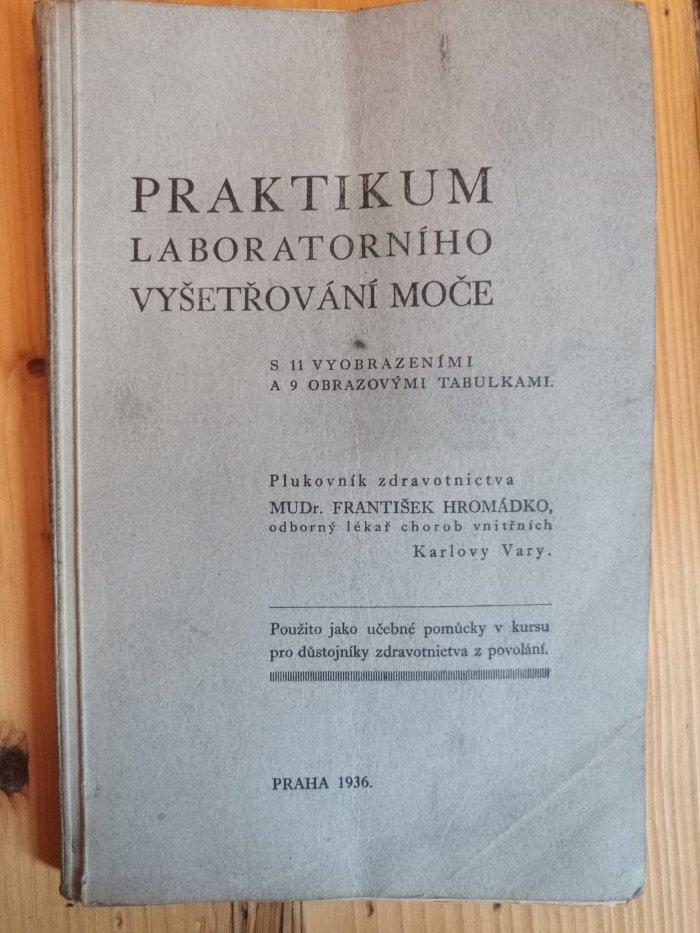 PRAKTIKUM
LABORATORNÍHO
VYŠETŘOVÁNÍ MOČE
S 11 VYOBRAZENÍMI
A 9 OBRAZOVÝMI TABULKAMI.
Plukovník zdravotnictva
MUDr. FRANTIŠEK HROMÁDKO,
odborný lékař chorob vnitřních
Karlovy Vary.
Použito jako učebné pomůcky v kursu
pro důstojníky zdravotnictva z povolání.
PRAHA 1936.